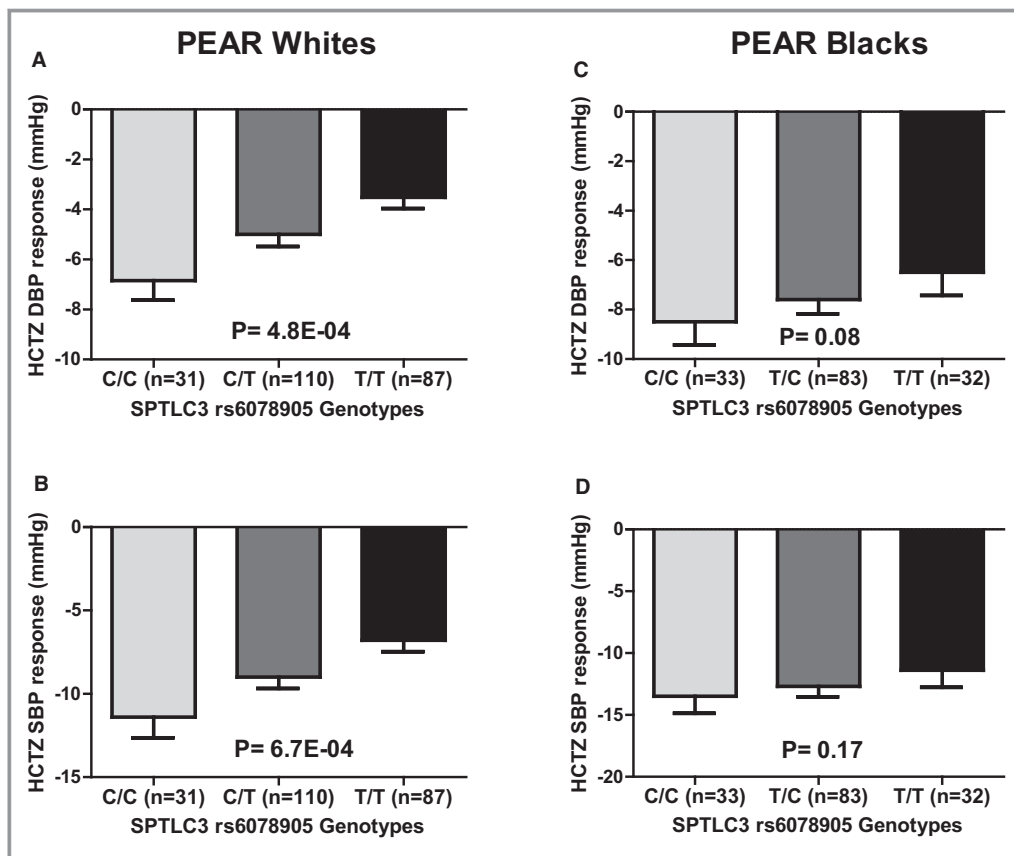 PEAR Whites
PEAR Blacks
A
HCTZ DBP response (mmHg)
0
-2
-4
-6
-8
-10
P= 4.8E-04
C/C (n=31) C/T (n=110) T/T (n=87)
SPTLC3 rs6078905 Genotypes
C
HCTZ DBP response (mmHg)
0
-2
-4
-6
-8
-10
P= 0.08
C/C (n=33) T/C (n=83) T/T (n=32)
SPTLC3 rs6078905 Genotypes
B
HCTZ SBP response (mmHg)
0
-5
-10
-15
P= 6.7E-04
C/C (n=31) C/T (n=110) T/T (n=87)
SPTLC3 rs6078905 Genotypes
D
HCTZ SBP response (mmHg)
0
-5
-10
-15
-20
P= 0.17
C/C (n=33) T/C (n=83) T/T (n=32)
SPTLC3 rs6078905 Genotypes